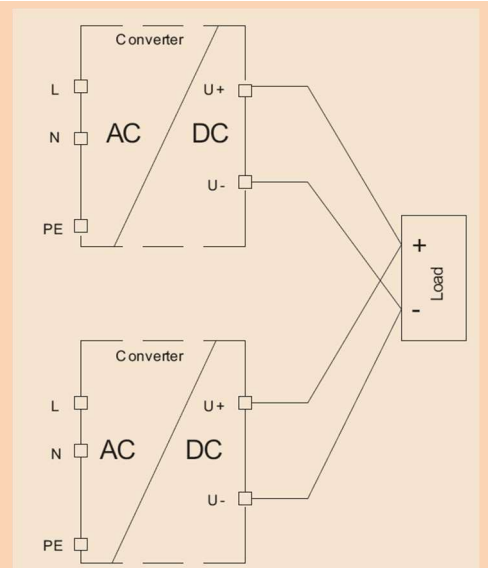 Converter
L
U+
N
AC
DC
U-
PE
+
Load
-
Converter
L
U+
N
AC
DC
U-
PE